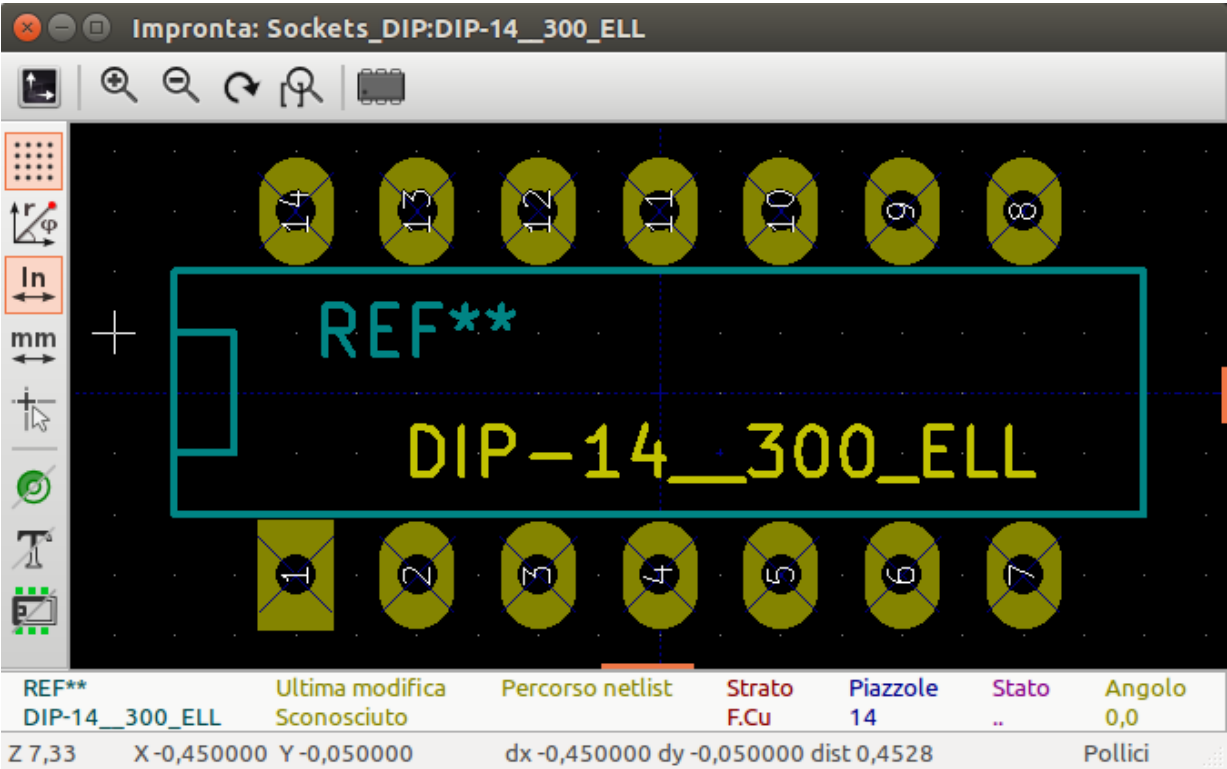 Impronta: Sockets_DIP:DIP-14__300_ELL
r
φ
In
mm
14 13 12 11 10 9 8
REF**
DIP-14__300_ELL
1 2 3 4 5 6 7
REF** Ultima modifica Percorso netlist Strato Piazzole Stato Angolo
DIP-14__300_ELL Sconosciuto F.Cu 14 .. 0,0
Z 7,33 X -0,450000 Y -0,050000 dx -0,450000 dy -0,050000 dist 0,4528 Pollici